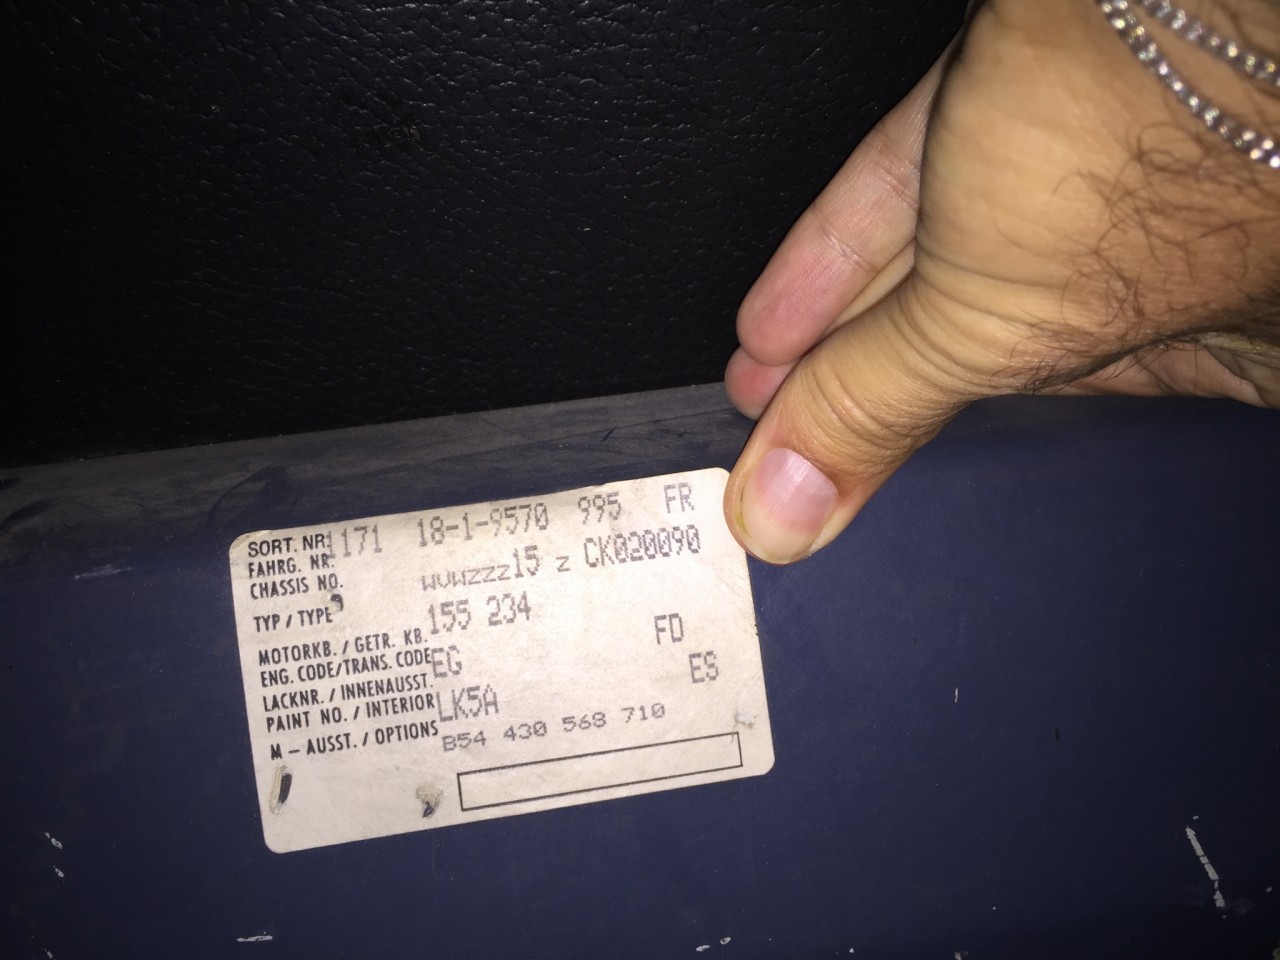 SORT. NR. 1171 18-1-9570 995 FR
FAHRG. NR.
CHASSIS NO. WVWZZZ15 Z CK020090
TYP / TYPE 155 234
MOTORKB. / GETR. KB. FD
ENG. CODE/TRANS. CODE EG
LACKNR. / INNENAUSST. ES
PAINT NO. / INTERIOR LK5A
M - AUSST. / OPTIONS B54 430 568 710